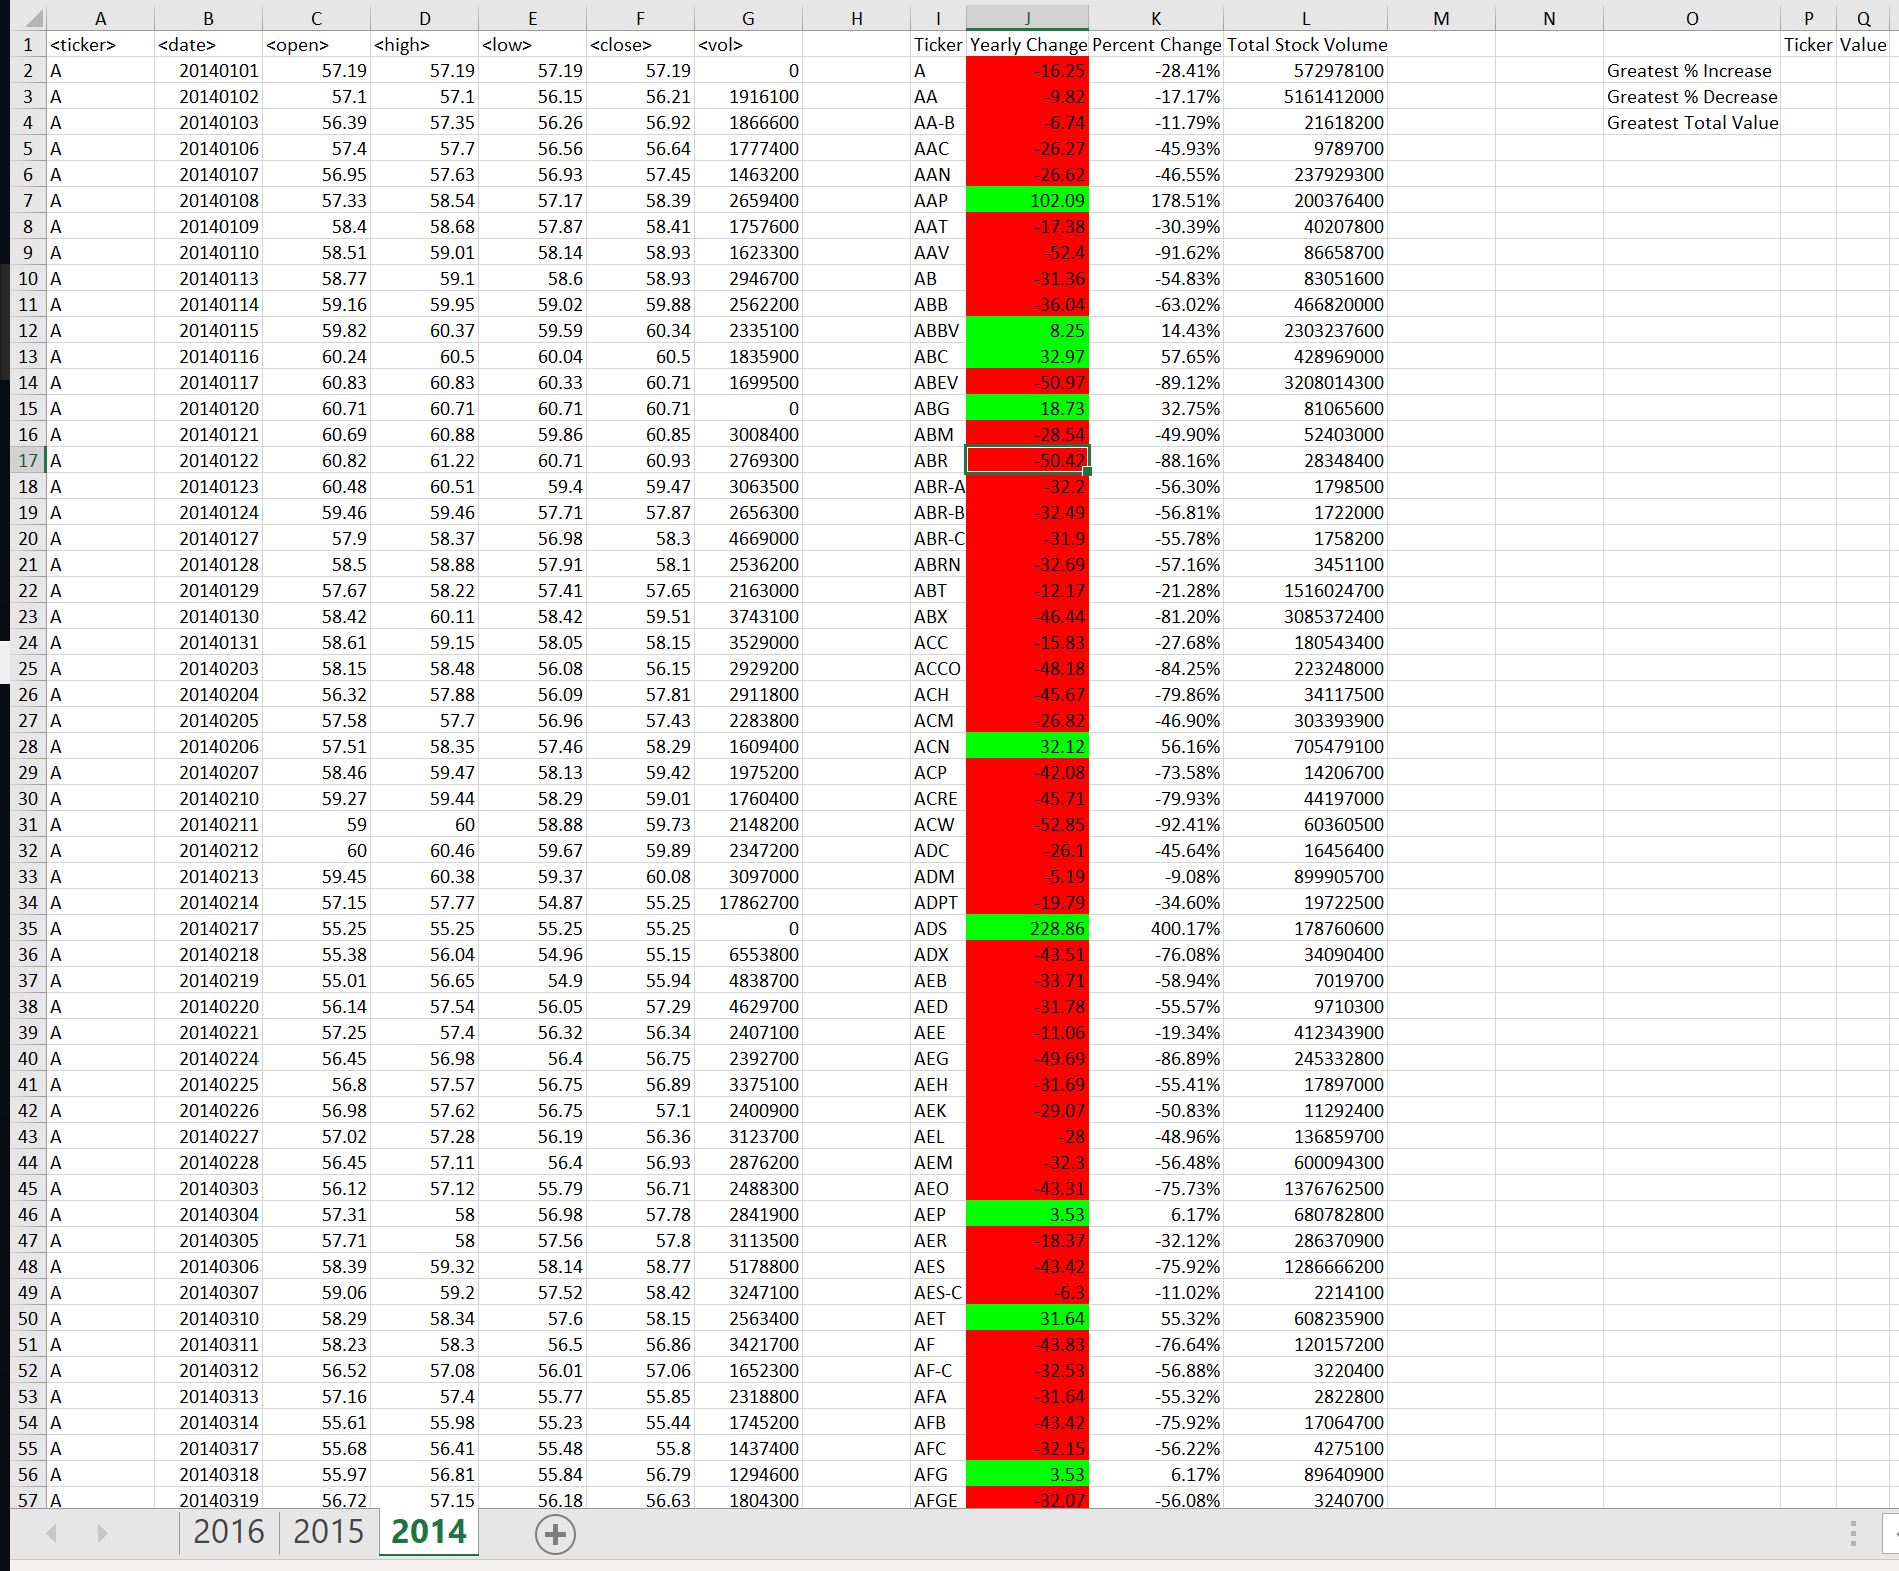 A B C D E F G H I J K L M N O P Q
1 <ticker> <date> <open> <high> <low> <close> <vol> Ticker Yearly Change Percent Change Total Stock Volume Ticker Value
2 A 20140101 57.19 57.19 57.19 57.19 0 A -16.25 -28.41% 572978100 Greatest % Increase
3 A 20140102 57.1 57.1 56.15 56.21 1916100 AA -9.82 -17.17% 5161412000 Greatest % Decrease
4 A 20140103 56.39 57.35 56.26 56.92 1866600 AA-B -6.74 -11.79% 21618200 Greatest Total Value
5 A 20140106 57.4 57.7 56.56 56.64 1777400 AAC -26.27 -45.93% 9789700
6 A 20140107 56.95 57.63 56.93 57.45 1463200 AAN -26.62 -46.55% 237929300
7 A 20140108 57.33 58.54 57.17 58.39 2659400 AAP 102.09 178.51% 200376400
8 A 20140109 58.4 58.68 57.87 58.41 1757600 AAT -17.38 -30.39% 40207800
9 A 20140110 58.51 59.01 58.14 58.93 1623300 AAV -52.4 -91.62% 86658700
10 A 20140113 58.77 59.1 58.6 58.93 2946700 AB -31.36 -54.83% 83051600
11 A 20140114 59.16 59.95 59.02 59.88 2562200 ABB -36.04 -63.02% 466820000
12 A 20140115 59.82 60.37 59.59 60.34 2335100 ABBV 8.25 14.43% 2303237600
13 A 20140116 60.24 60.5 60.04 60.5 1835900 ABC 32.97 57.65% 428969000
14 A 20140117 60.83 60.83 60.33 60.71 1699500 ABEV -50.97 -89.12% 3208014300
15 A 20140120 60.71 60.71 60.71 60.71 0 ABG 18.73 32.75% 81065600
16 A 20140121 60.69 60.88 59.86 60.85 3008400 ABM -28.54 -49.90% 52403000
17 A 20140122 60.82 61.22 60.71 60.93 2769300 ABR -50.42 -88.16% 28348400
18 A 20140123 60.48 60.51 59.4 59.47 3063500 ABR-A -32.2 -56.30% 1798500
19 A 20140124 59.46 59.46 57.71 57.87 2656300 ABR-B -32.49 -56.81% 1722000
20 A 20140127 57.9 58.37 56.98 58.3 4669000 ABR-C -31.9 -55.78% 1758200
21 A 20140128 58.5 58.88 57.91 58.1 2536200 ABRN -32.69 -57.16% 3451100
22 A 20140129 57.67 58.22 57.41 57.65 2163000 ABT -12.17 -21.28% 1516024700
23 A 20140130 58.42 60.11 58.42 59.51 3743100 ABX -46.44 -81.20% 3085372400
24 A 20140131 58.61 59.15 58.05 58.15 3529000 ACC -15.83 -27.68% 180543400
25 A 20140203 58.15 58.48 56.08 56.15 2929200 ACCO -48.18 -84.25% 223248000
26 A 20140204 56.32 57.88 56.09 57.81 2911800 ACH -45.67 -79.86% 34117500
27 A 20140205 57.58 57.7 56.96 57.43 2283800 ACM -26.82 -46.90% 303393900
28 A 20140206 57.51 58.35 57.46 58.29 1609400 ACN 32.12 56.16% 705479100
29 A 20140207 58.46 59.47 58.13 59.42 1975200 ACP -42.08 -73.58% 14206700
30 A 20140210 59.27 59.44 58.29 59.01 1760400 ACRE -45.71 -79.93% 44197000
31 A 20140211 59 60 58.88 59.73 2148200 ACW -52.85 -92.41% 60360500
32 A 20140212 60 60.46 59.67 59.89 2347200 ADC -26.1 -45.64% 16456400
33 A 20140213 59.45 60.38 59.37 60.08 3097000 ADM -5.19 -9.08% 899905700
34 A 20140214 57.15 57.77 54.87 55.25 17862700 ADPT -19.79 -34.60% 19722500
35 A 20140217 55.25 55.25 55.25 55.25 0 ADS 228.86 400.17% 178760600
36 A 20140218 55.38 56.04 54.96 55.15 6553800 ADX -43.51 -76.08% 34090400
37 A 20140219 55.01 56.65 54.9 55.94 4838700 AEB -33.71 -58.94% 7019700
38 A 20140220 56.14 57.54 56.05 57.29 4629700 AED -31.78 -55.57% 9710300
39 A 20140221 57.25 57.4 56.32 56.34 2407100 AEE -11.06 -19.34% 412343900
40 A 20140224 56.45 56.98 56.4 56.75 2392700 AEG -49.69 -86.89% 245332800
41 A 20140225 56.8 57.57 56.75 56.89 3375100 AEH -31.69 -55.41% 17897000
42 A 20140226 56.98 57.62 56.75 57.1 2400900 AEK -29.07 -50.83% 11292400
43 A 20140227 57.02 57.28 56.19 56.36 3123700 AEL -28 -48.96% 136859700
44 A 20140228 56.45 57.11 56.4 56.93 2876200 AEM -32.3 -56.48% 600094300
45 A 20140303 56.12 57.12 55.79 56.71 2488300 AEO -43.31 -75.73% 1376762500
46 A 20140304 57.31 58 56.98 57.78 2841900 AEP 3.53 6.17% 680782800
47 A 20140305 57.71 58 57.56 57.8 3113500 AER -18.37 -32.12% 286370900
48 A 20140306 58.39 59.32 58.14 58.77 5178800 AES -43.42 -75.92% 1286666200
49 A 20140307 59.06 59.2 57.52 58.42 3247100 AES-C -6.3 -11.02% 2214100
50 A 20140310 58.29 58.34 57.6 58.15 2563400 AET 31.64 55.32% 608235900
51 A 20140311 58.23 58.3 56.5 56.86 3421700 AF -43.83 -76.64% 120157200
52 A 20140312 56.52 57.08 56.01 57.06 1652300 AF-C -32.53 -56.88% 3220400
53 A 20140313 57.16 57.4 55.77 55.85 2318800 AFA -31.64 -55.32% 2822800
54 A 20140314 55.61 55.98 55.23 55.44 1745200 AFB -43.42 -75.92% 17064700
55 A 20140317 55.68 56.41 55.48 55.8 1437400 AFC -32.15 -56.22% 4275100
56 A 20140318 55.97 56.81 55.84 56.79 1294600 AFG 3.53 6.17% 89640900
57 A 20140319 56.72 57.15 56.18 56.63 1804300 AFGE -32.07 -56.08% 3240700
2016 2015 2014